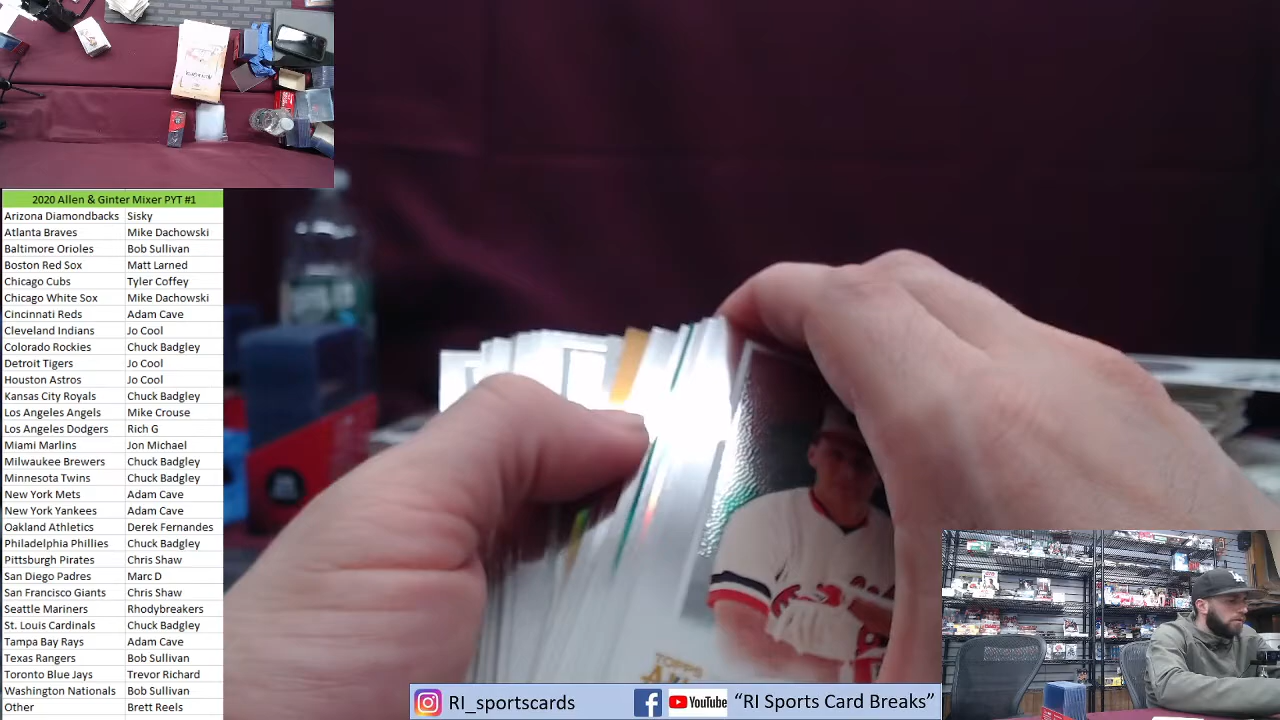 2020 Allen & Ginter Mixer PYT #1
Arizona Diamondbacks Sisky
Atlanta Braves Mike Dachowski
Baltimore Orioles Bob Sullivan
Boston Red Sox Matt Larned
Chicago Cubs Tyler Coffey
Chicago White Sox Mike Dachowski
Cincinnati Reds Adam Cave
Cleveland Indians Jo Cool
Colorado Rockies Chuck Badgley
Detroit Tigers Jo Cool
Houston Astros Jo Cool
Kansas City Royals Chuck Badgley
Los Angeles Angels Mike Crouse
Los Angeles Dodgers Rich G
Miami Marlins Jon Michael
Milwaukee Brewers Chuck Badgley
Minnesota Twins Chuck Badgley
New York Mets Adam Cave
New York Yankees Adam Cave
Oakland Athletics Derek Fernandes
Philadelphia Phillies Chuck Badgley
Pittsburgh Pirates Chris Shaw
San Diego Padres Marc D
San Francisco Giants Chris Shaw
Seattle Mariners Rhodybreakers
St. Louis Cardinals Chuck Badgley
Tampa Bay Rays Adam Cave
Texas Rangers Bob Sullivan
Toronto Blue Jays Trevor Richard
Washington Nationals Bob Sullivan
Other Brett Reels
TOPPS
RI_sportscards
YouTube
“RI Sports Card Breaks”